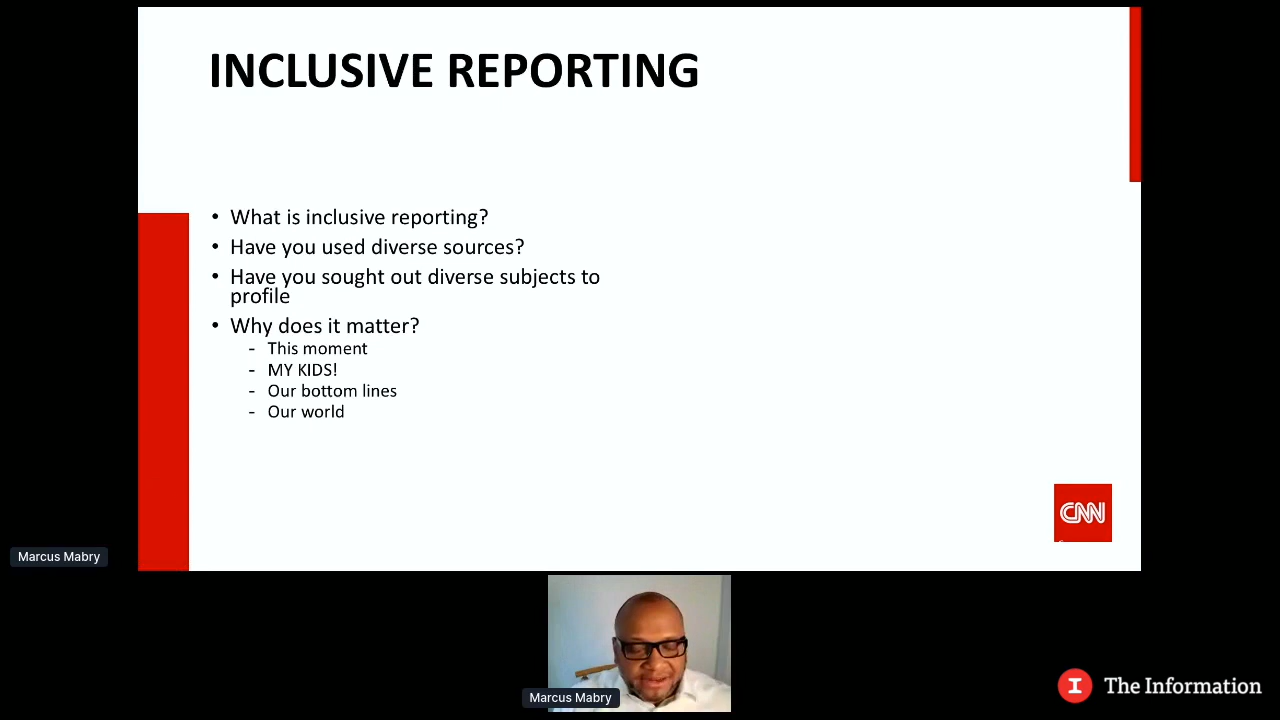 INCLUSIVE REPORTING
• What is inclusive reporting?
• Have you used diverse sources?
• Have you sought out diverse subjects to
profile
• Why does it matter?
- This moment
- MY KIDS!
- Our bottom lines
- Our world
CNN
Marcus Mabry
Marcus Mabry
I The Information